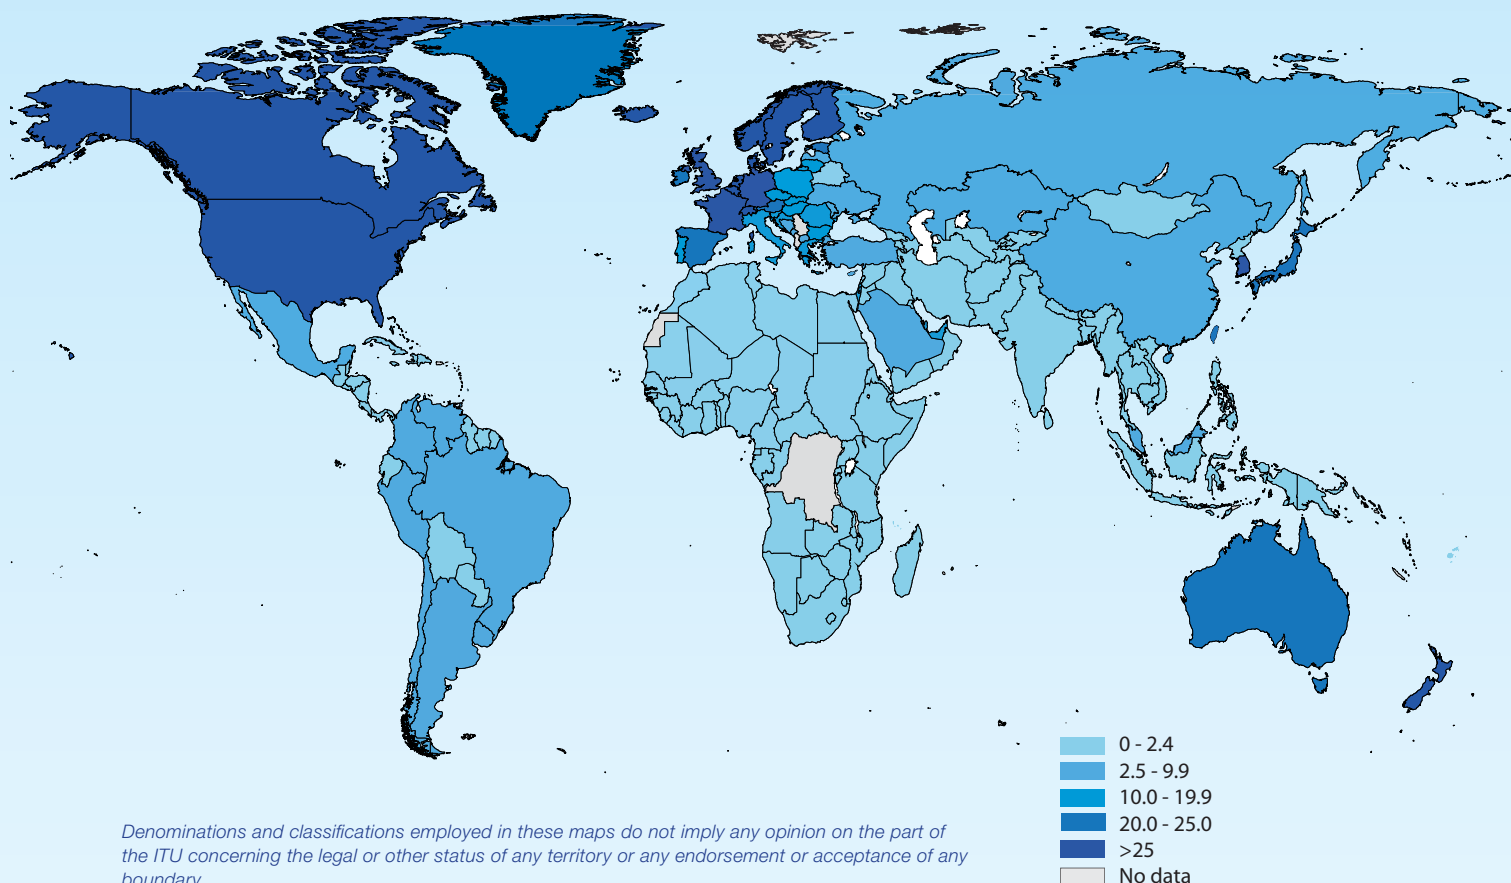 0 - 2.4
2.5 - 9.9
10.0 - 19.9
20.0 - 25.0
>25
No data
Denominations and classifications employed in these maps do not imply any opinion on the part of
the ITU concerning the legal or other status of any territory or any endorsement or acceptance of any
boundary